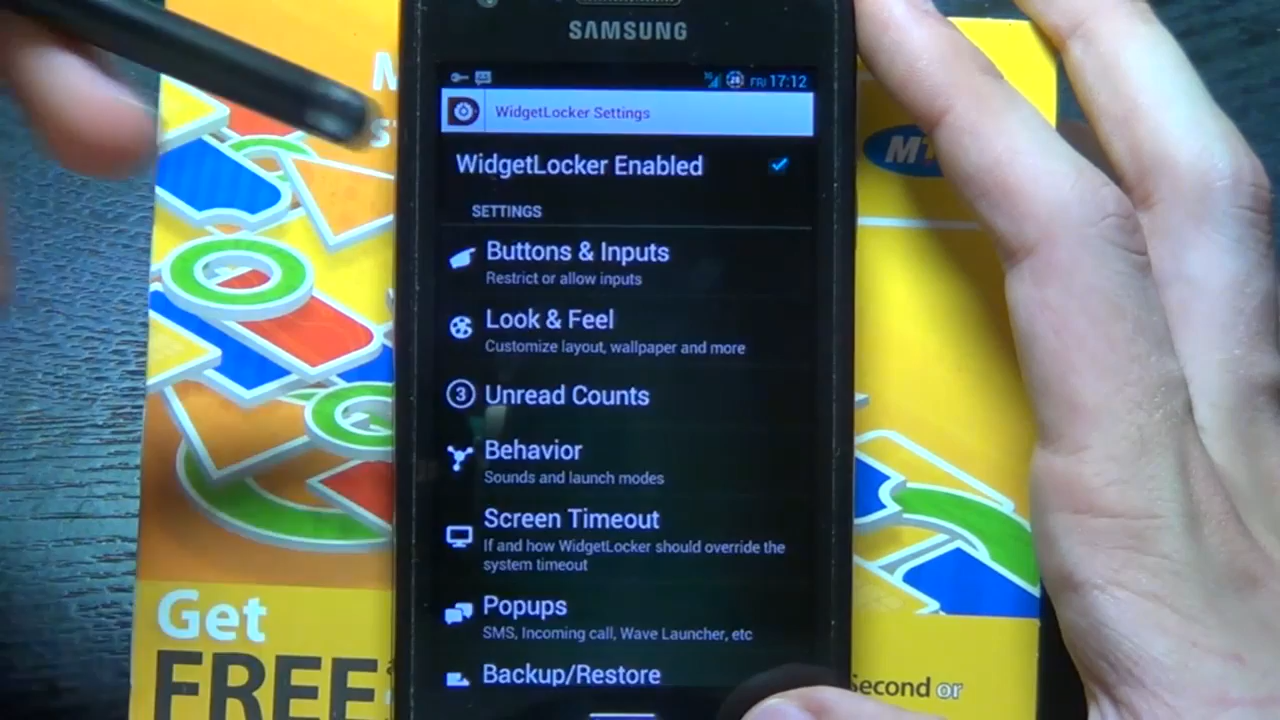 SAMSUNG
FRI 17:12
WidgetLocker Settings
WidgetLocker Enabled
SETTINGS
Buttons & Inputs
Restrict or allow inputs
Look & Feel
Customize layout, wallpaper and more
3 Unread Counts
Behavior
Sounds and launch modes
Screen Timeout
If and how WidgetLocker should override the
system timeout
Popups
SMS, Incoming call, Wave Launcher, etc
Backup/Restore
Get
FREE
Second or